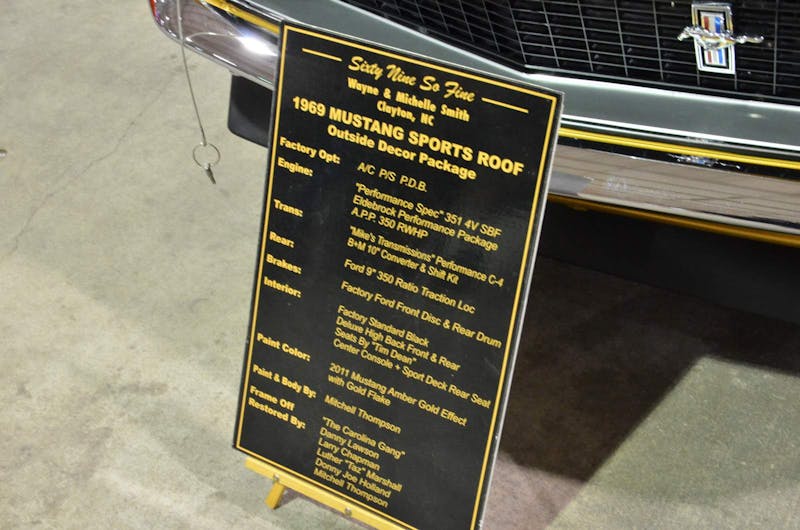 Sixty Nine So Fine
Wayne & Michelle Smith
Clayton, NC
1969 MUSTANG SPORTS ROOF
Outside Decor Package
Factory Opt: A/C P/S P.D.B.
Engine: "Performance Spec" 351 4V SBF
Eldebrock Performance Package
A.P.P. 350 RWHP
Trans: "Mike's Transmissions" Performance C-4
B+M 10" Converter & Shift Kit
Rear: Ford 9" 350 Ratio Traction Loc
Brakes: Factory Ford Front Disc & Rear Drum
Interior: Factory Standard Black
Deluxe High Back Front & Rear
Seats By "Tim Dean"
Center Console + Sport Deck Rear Seat
Paint Color: 2011 Mustang Amber Gold Effect
with Gold Flake
Paint & Body By: Mitchell Thompson
Frame Off
Restored By: "The Carolina Gang"
Danny Lawson
Larry Chapman
Luther "Taz" Marshall
Donny Joe Holland
Mitchell Thompson